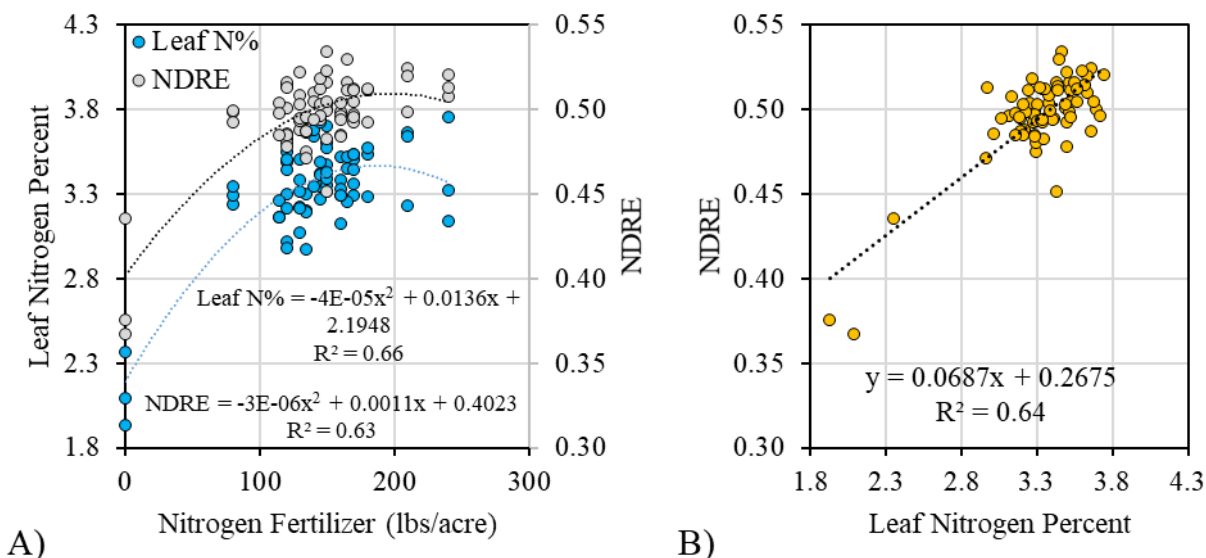 4.3
3.8
3.3
2.8
2.3
1.8
Leaf Nitrogen Percent
Leaf N%
NDRE
0.55
0.50
0.45
0.40
0.35
0.30
NDRE
Leaf N% = -4E-05x² + 0.0136x +
2.1948
R² = 0.66
NDRE = -3E-06x² + 0.0011x + 0.4023
R² = 0.63
0 100 200 300
Nitrogen Fertilizer (lbs/acre)
A)
0.55
0.50
0.45
0.40
0.35
0.30
NDRE
y = 0.0687x + 0.2675
R² = 0.64
1.8 2.3 2.8 3.3 3.8 4.3
Leaf Nitrogen Percent
B)